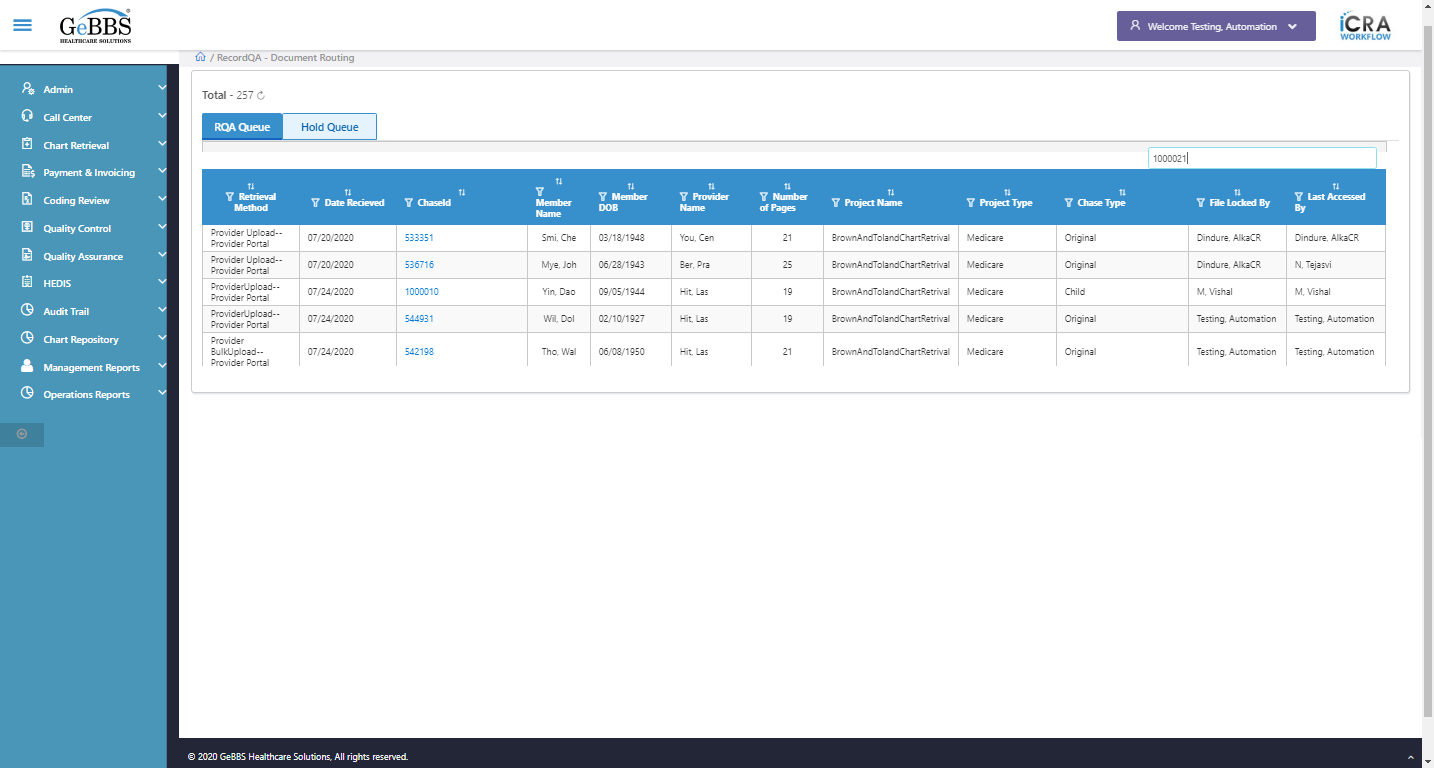 GeBBS®
HEALTHCARE SOLUTIONS
Welcome Testing, Automation
iCRA
WORKFLOW
/ RecordQA - Document Routing
Admin
Call Center
Chart Retrieval
Payment & Invoicing
Coding Review
Quality Control
Quality Assurance
HEDIS
Audit Trail
Chart Repository
Management Reports
Operations Reports
Total - 257
RQA Queue Hold Queue
1000021
Retrieval Method Date Recieved ChaseId Member Name Member DOB Provider Name Number of Pages Project Name Project Type Chase Type File Locked By Last Accessed By
Provider Upload-- Provider Portal 07/20/2020 533351 Smi, Che 03/18/1948 You, Cen 21 BrownAndTolandChartRetrival Medicare Original Dindure, AlkaCR Dindure, AlkaCR
Provider Upload-- Provider Portal 07/20/2020 536716 Mye, Joh 06/28/1943 Ber, Pra 25 BrownAndTolandChartRetrival Medicare Original Dindure, AlkaCR N, Tejasvi
ProviderUpload-- Provider Portal 07/24/2020 1000010 Yin, Dao 09/05/1944 Hit, Las 19 BrownAndTolandChartRetrival Medicare Child M, Vishal M, Vishal
ProviderUpload-- Provider Portal 07/24/2020 544931 Wil, Dol 02/10/1927 Hit, Las 19 BrownAndTolandChartRetrival Medicare Original Testing, Automation Testing, Automation
Provider BulkUpload-- Provider Portal 07/24/2020 542198 Tho, Wal 06/08/1950 Hit, Las 21 BrownAndTolandChartRetrival Medicare Original Testing, Automation Testing, Automation
© 2020 GeBBS Healthcare Solutions, All rights reserved.